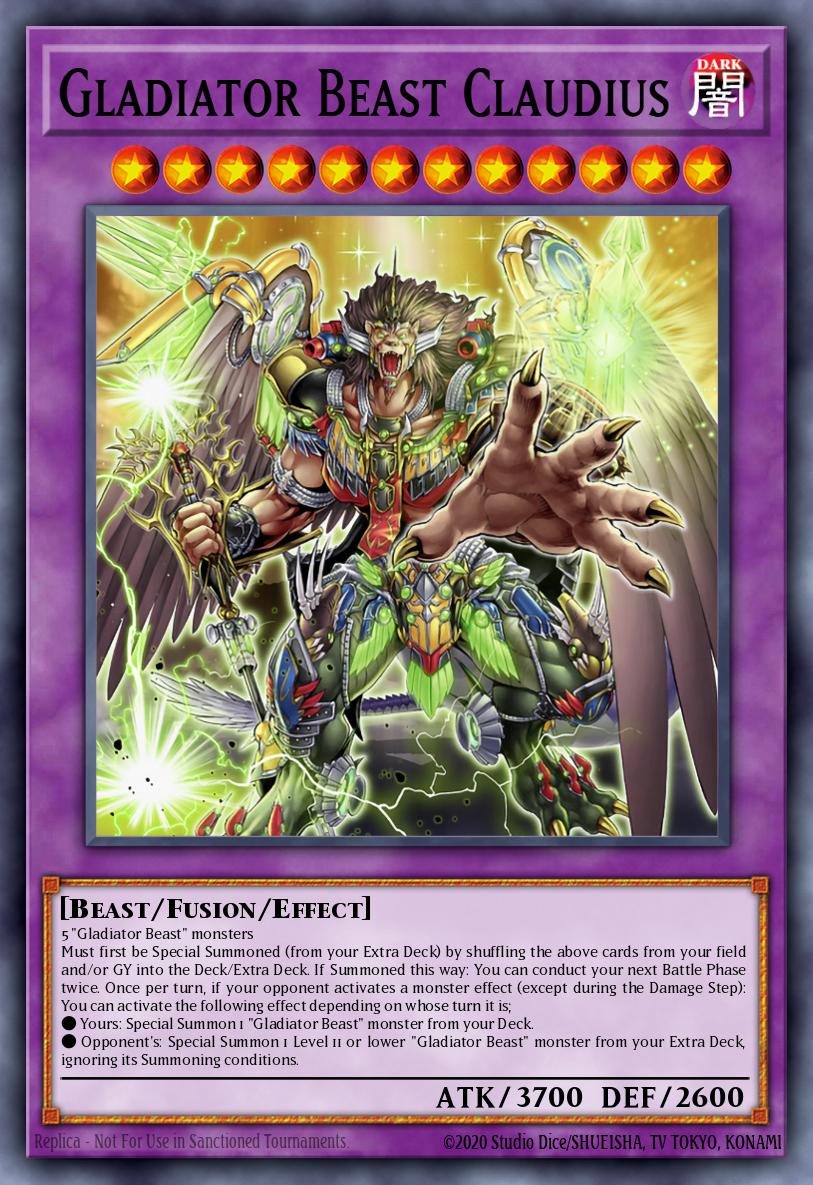 Gladiator Beast Claudius
DARK
闇
[Beast/Fusion/Effect]
5 "Gladiator Beast" monsters
Must first be Special Summoned (from your Extra Deck) by shuffling the above cards from your field
and/or GY into the Deck/Extra Deck. If Summoned this way: You can conduct your next Battle Phase
twice. Once per turn, if your opponent activates a monster effect (except during the Damage Step):
You can activate the following effect depending on whose turn it is;
● Yours: Special Summon 1 "Gladiator Beast" monster from your Deck.
● Opponent's: Special Summon 1 Level 11 or lower "Gladiator Beast" monster from your Extra Deck,
ignoring its Summoning conditions.
ATK/3700 DEF/2600
Replica - Not For Use in Sanctioned Tournaments.
©2020 Studio Dice/SHUEISHA, TV TOKYO, KONAMI